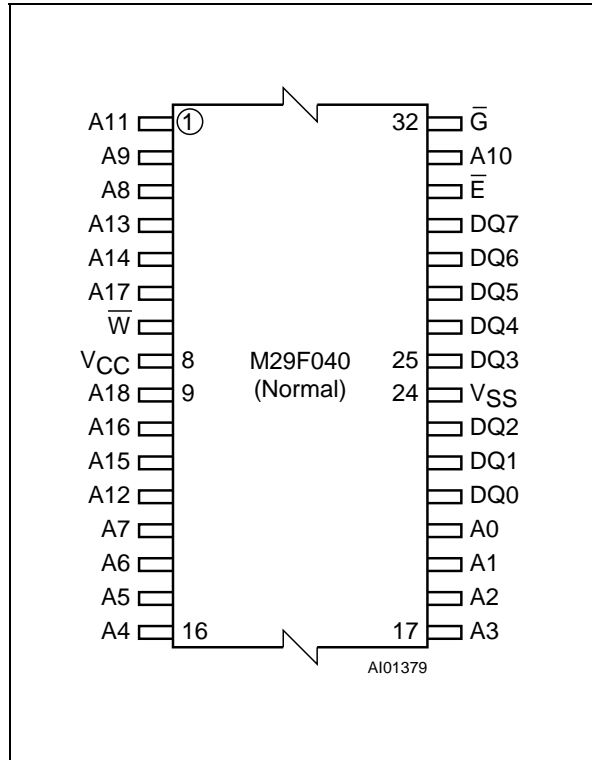 A11 1 32 G̅
A9 A10
A8 E̅
A13 DQ7
A14 DQ6
A17 DQ5
W̅ DQ4
VCC 8 M29F040 25 DQ3
A18 9 (Normal) 24 VSS
A16 DQ2
A15 DQ1
A12 DQ0
A7 A0
A6 A1
A5 A2
A4 16 17 A3
AI01379